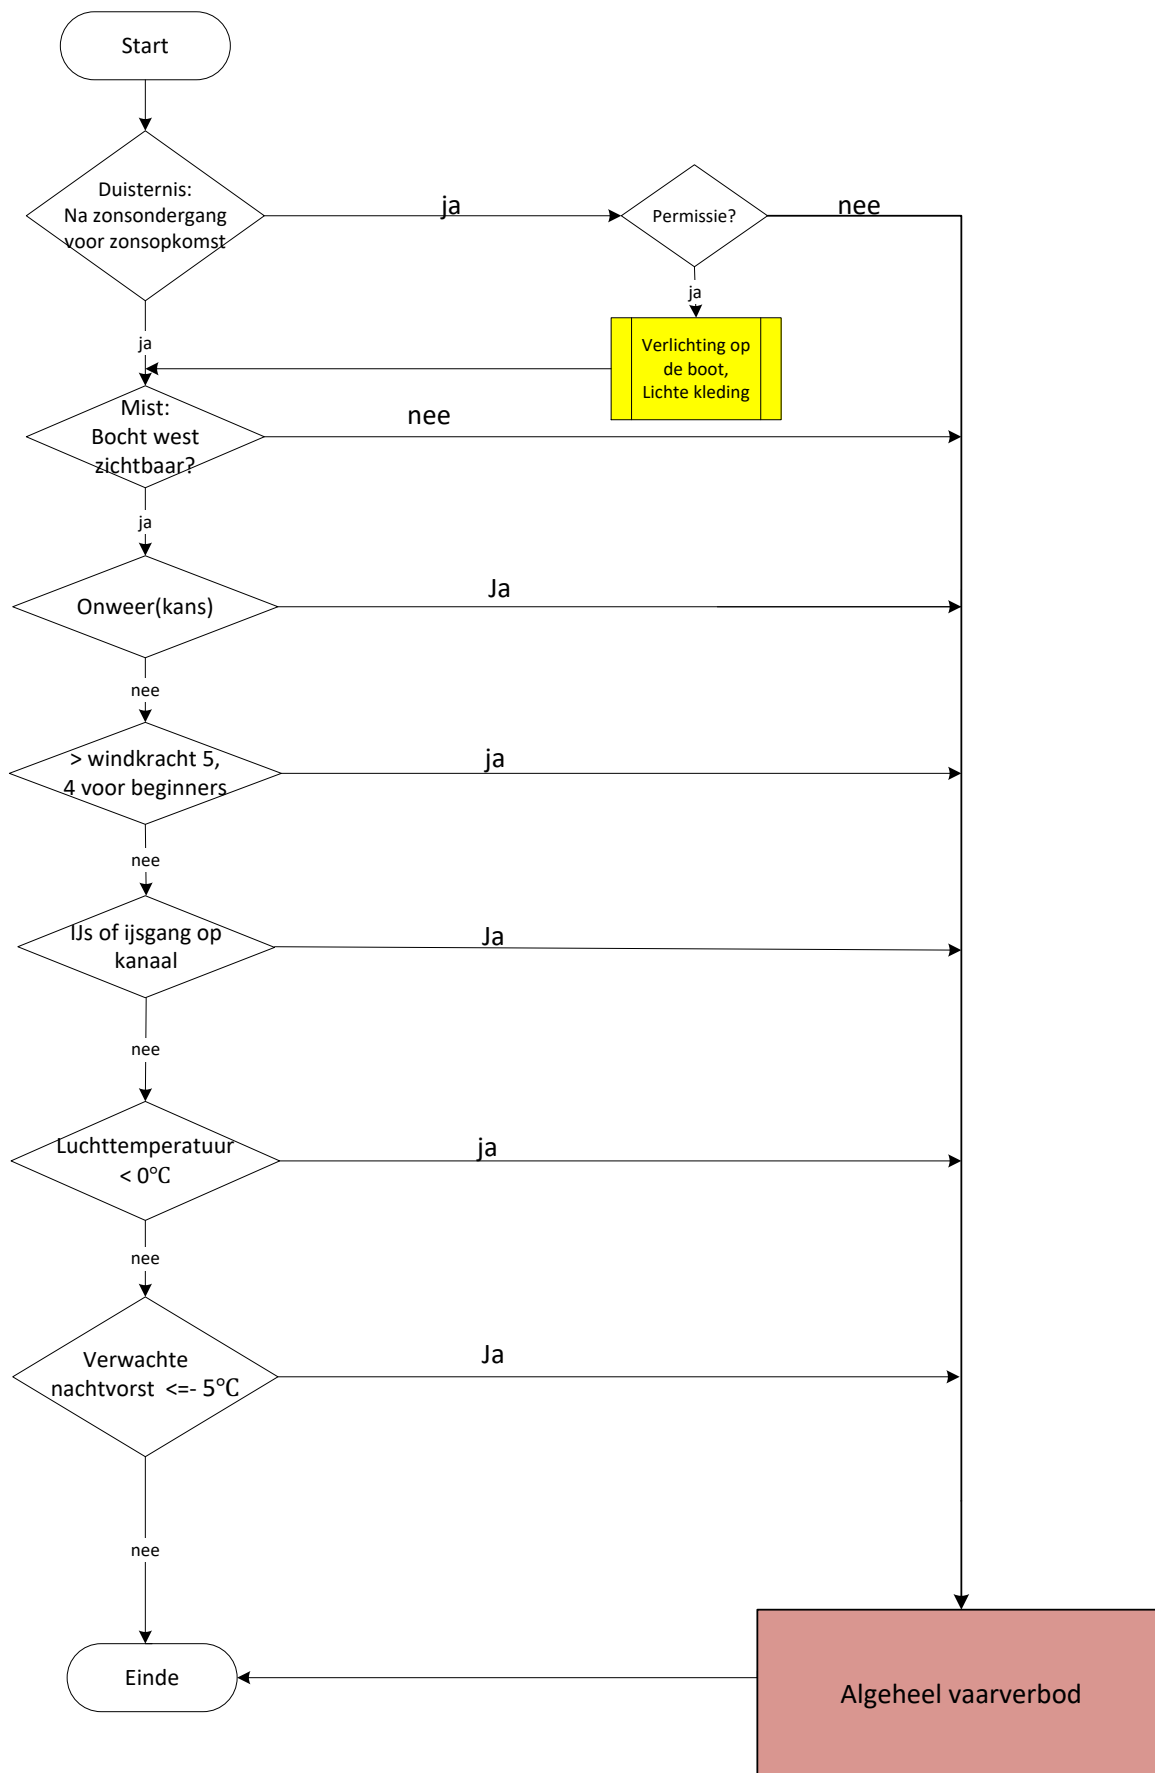 Start
Duisternis:
Na zonsondergang
voor zonsopkomst
ja
Permissie?
nee
ja
ja
Verlichting op
de boot,
Lichte kleding
Mist:
Bocht west
zichtbaar?
nee
ja
Onweer(kans)
Ja
nee
> windkracht 5,
4 voor beginners
ja
nee
IJs of ijsgang op
kanaal
Ja
nee
Luchttemperatuur
< 0°C
ja
nee
Verwachte
nachtvorst <=- 5°C
Ja
nee
Einde
Algeheel vaarverbod